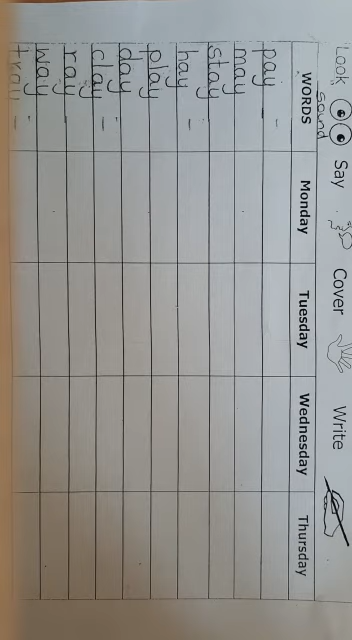 Look Say Cover Write
sound
WORDS Monday Tuesday Wednesday Thursday
pay -
may
stay
hay -
play
day
clay -
ray
way -
tray -